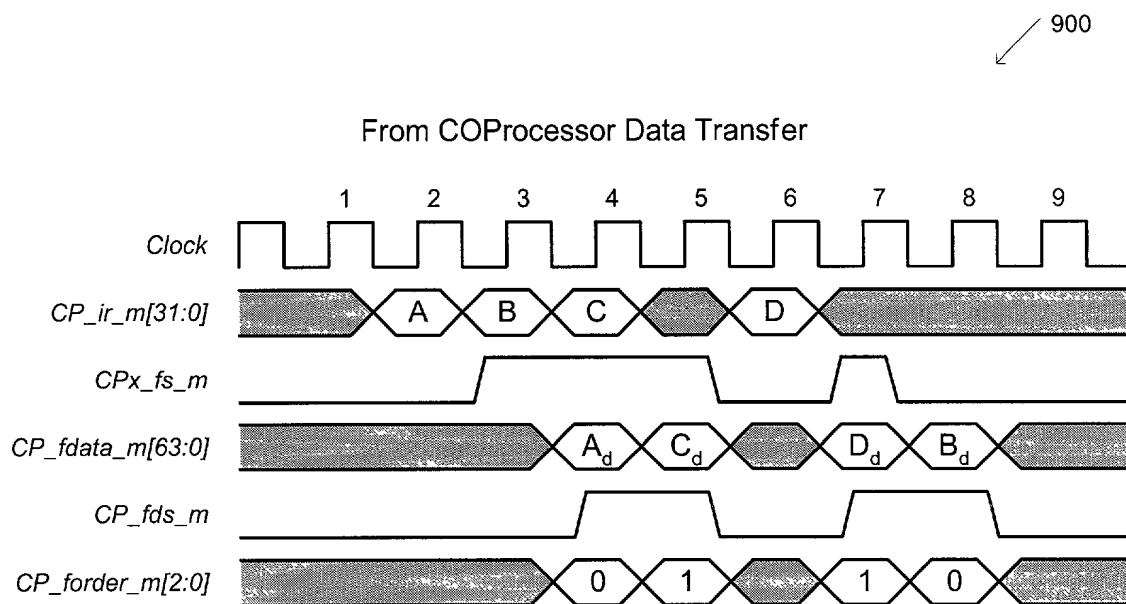 900
From COProcessor Data Transfer
1 2 3 4 5 6 7 8 9
Clock
CP_ir_m[31:0] A B C D
CPx_fs_m
CP_fdata_m[63:0] Ad Cd Dd Bd
CP_fds_m
CP_forder_m[2:0] 0 1 1 0